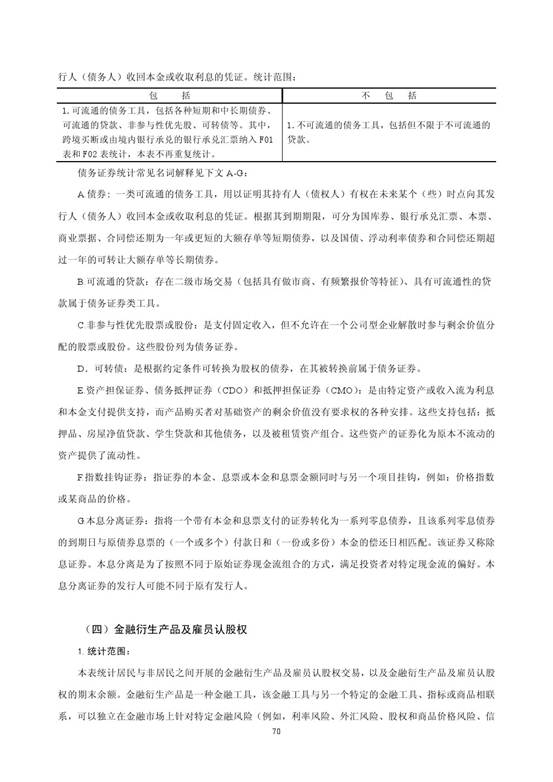 行人（债务人）收回本金或收取利息的凭证。统计范围：
包 括
不 包 括
1.可流通的债务工具，包括各种短期和中长期债券、
可流通的贷款、非参与性优先股、可转债等。其中，
跨境买断或由境内银行承兑的银行承兑汇票纳入 F01
表和 F02 表统计，本表不再重复统计。
1.不可流通的债务工具，包括但不限于不可流通的
贷款。
债务证券统计常见名词解释见下文 A-G：
A.债券：一类可流通的债务工具，用以证明其持有人（债权人）有权在未来某个（些）时点向其发
行人（债务人）收回本金或收取利息的凭证。根据其到期期限，可分为国库券、银行承兑汇票、本票、
商业票据、合同偿还期为一年或更短的大额存单等短期债券，以及国债、浮动利率债券和合同偿还期超
过一年的可转让大额存单等长期债券。
B.可流通的贷款：存在二级市场交易（包括具有做市商、有频繁报价等特征）、具有可流通性的贷
款属于债务证券类工具。
C.非参与性优先股票或股份：是支付固定收入，但不允许在一个公司型企业解散时参与剩余价值分
配的股票或股份。这些股份列为债务证券。
D．可转债：是根据约定条件可转换为股权的债券，在其被转换前属于债务证券。
E.资产担保证券、债务抵押证券（CDO）和抵押担保证券（CMO）：是由特定资产或收入流为利息
和本金支付提供支持，而产品购买者对基础资产的剩余价值没有要求权的各种安排。这些支持包括：抵
押品、房屋净值贷款、学生贷款和其他债务，以及被租赁资产组合。这些资产的证券化为原本不流动的
资产提供了流动性。
F.指数挂钩证券：指证券的本金、息票或本金和息票金额同时与另一个项目挂钩，例如：价格指数
或某商品的价格。
G.本息分离证券：指将一个带有本金和息票支付的证券转化为一系列零息债券，且该系列零息债券
的到期日与原债券息票的（一个或多个）付款日和（一份或多份）本金的偿还日相匹配。该证券又称除
息证券。本息分离是为了按照不同于原始证券现金流组合的方式，满足投资者对特定现金流的偏好。本
息分离证券的发行人可能不同于原有发行人。
（四）金融衍生产品及雇员认股权
1. 统计范围：
本表统计居民与非居民之间开展的金融衍生产品及雇员认股权交易，以及金融衍生产品及雇员认股
权的期末余额。金融衍生产品是一种金融工具，该金融工具与另一个特定的金融工具、指标或商品相联
系，可以独立在金融市场上针对特定金融风险（例如，利率风险、外汇风险、股权和商品价格风险、信
70